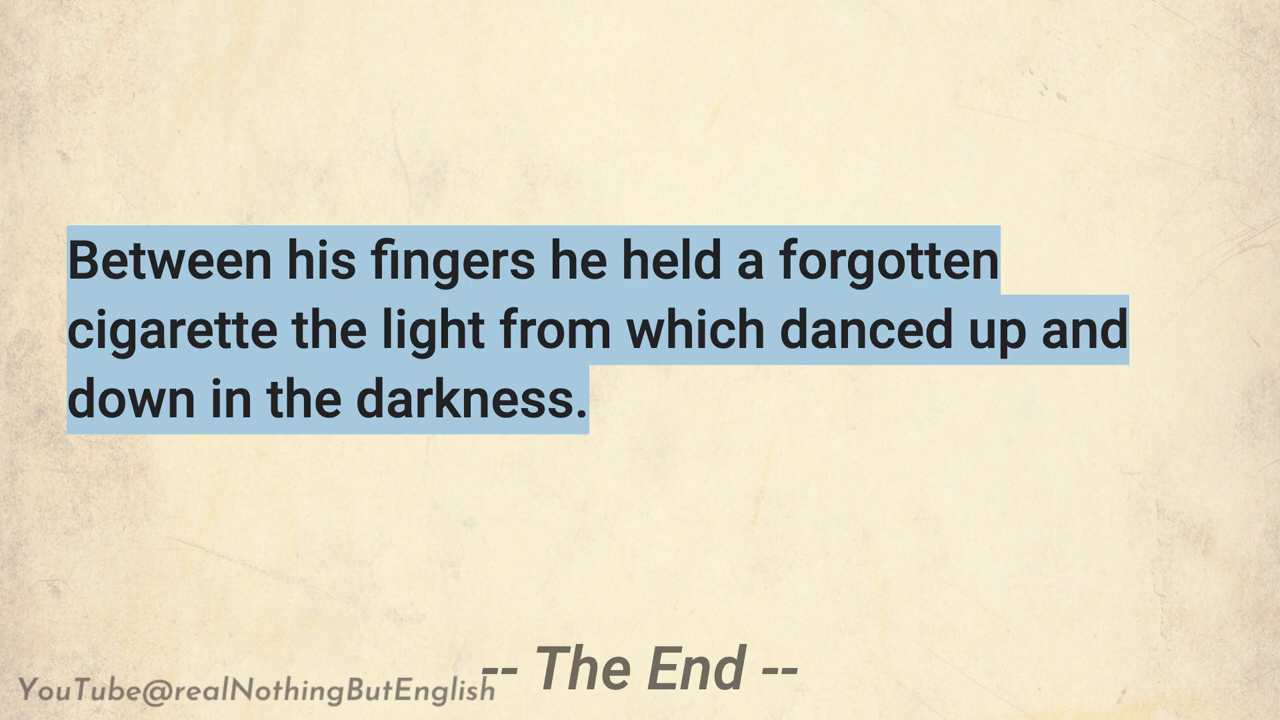 Between his fingers he held a forgotten
cigarette the light from which danced up and
down in the darkness.
-- The End --
YouTube@realNothingButEnglish